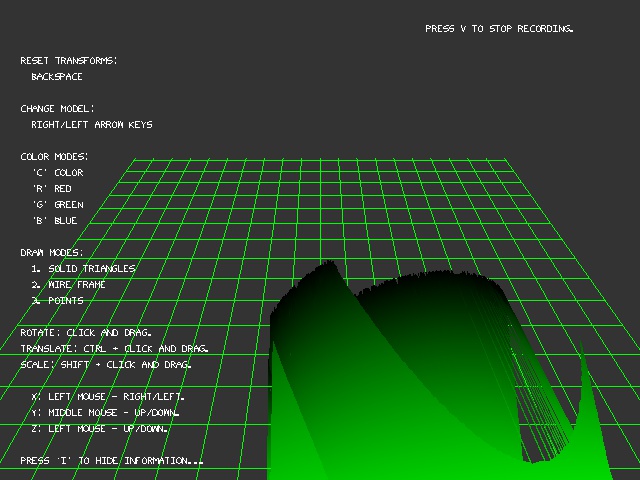 PRESS V TO STOP RECORDING.
RESET TRANSFORMS:
BACKSPACE
CHANGE MODEL:
RIGHT/LEFT ARROW KEYS
COLOR MODES:
'C' COLOR
'R' RED
'G' GREEN
'B' BLUE
DRAW MODES:
1. SOLID TRIANGLES
2. WIRE FRAME
3. POINTS
ROTATE: CLICK AND DRAG.
TRANSLATE: CTRL + CLICK AND DRAG.
SCALE: SHIFT + CLICK AND DRAG.
X: LEFT MOUSE - RIGHT/LEFT.
Y: MIDDLE MOUSE - UP/DOWN.
Z: LEFT MOUSE - UP/DOWN.
PRESS 'I' TO HIDE INFORMATION...